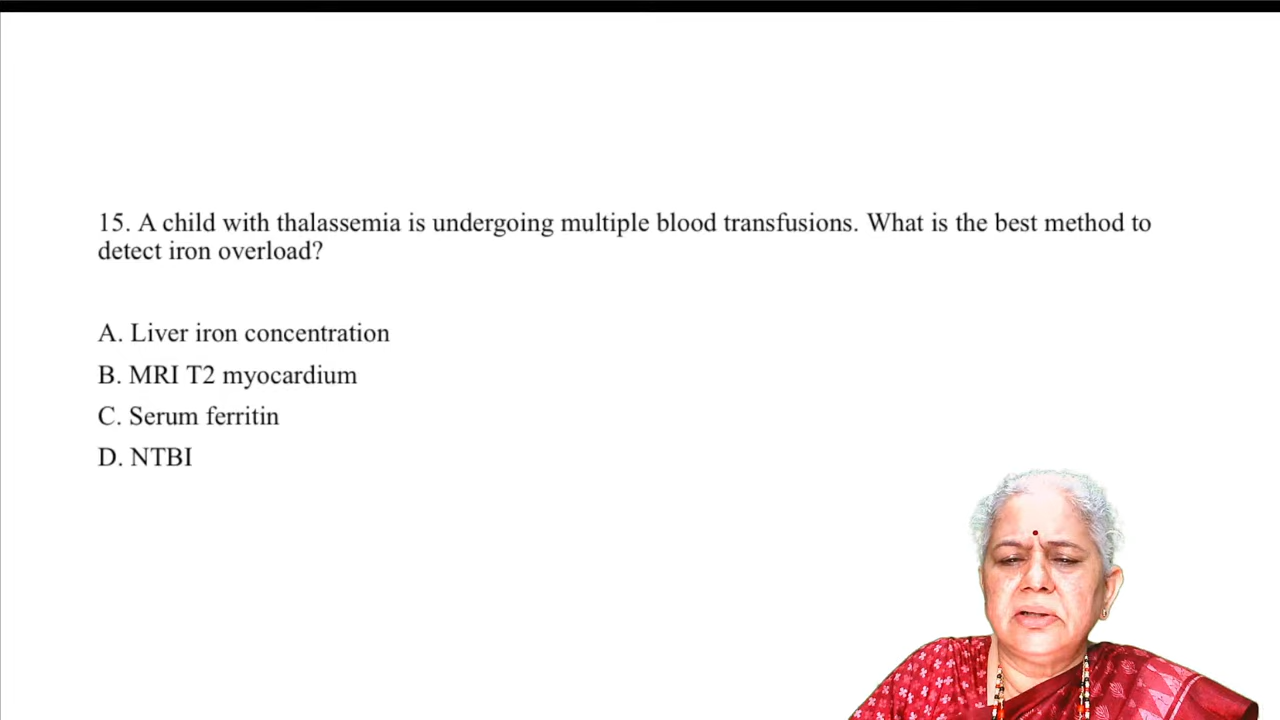 15. A child with thalassemia is undergoing multiple blood transfusions. What is the best method to
detect iron overload?
A. Liver iron concentration
B. MRI T2 myocardium
C. Serum ferritin
D. NTBI